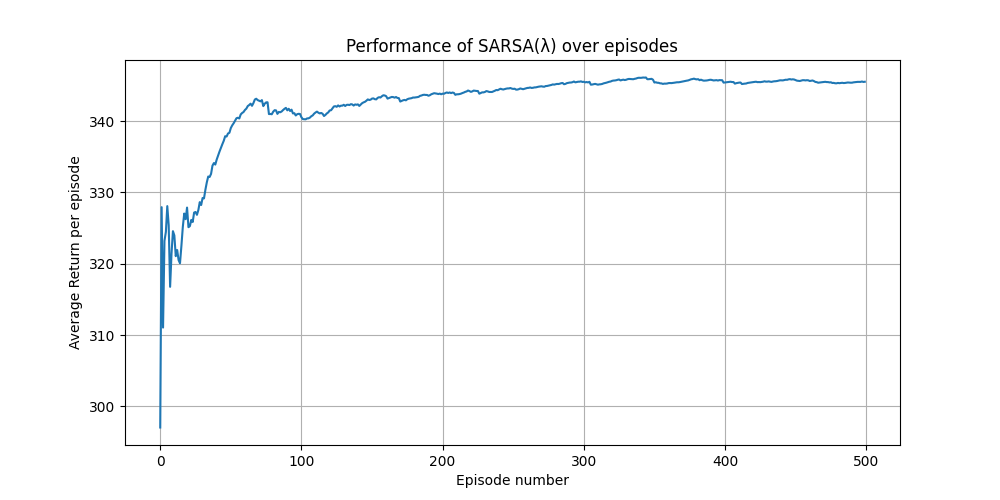 Performance of SARSA(λ) over episodes
Average Return per episode
340
330
320
310
300
0 100 200 300 400 500
Episode number